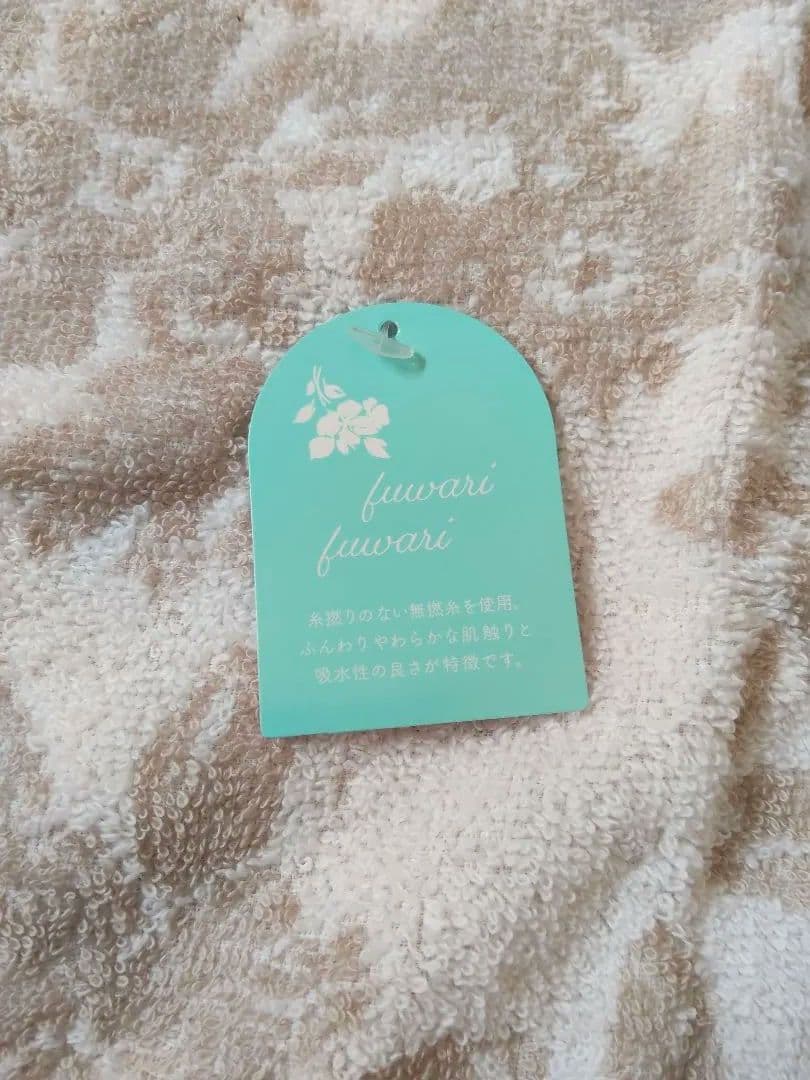 fuwari
fuwari
糸撚りのない無撚糸を使用。
ふんわりやわらかな肌触りと
吸水性の良さが特徴です。